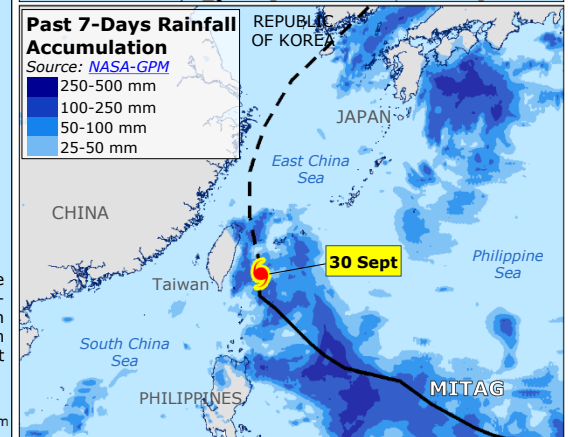 Past 7-Days Rainfall
Accumulation
Source: NASA-GPM
250-500 mm
100-250 mm
50-100 mm
25-50 mm
REPUBLIC
OF KOREA
JAPAN
East China
Sea
CHINA
30 Sept
Philippine
Sea
Taiwan
South China
Sea
MITAG
PHILIPPINES